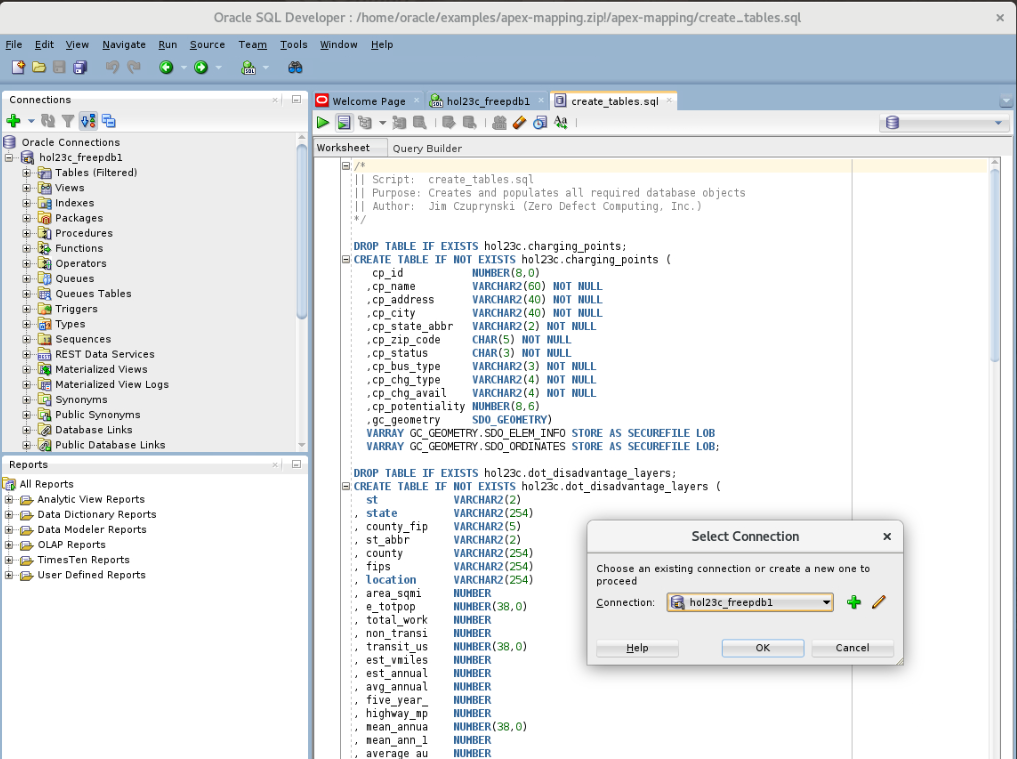 Oracle SQL Developer : /home/oracle/examples/apex-mapping.zip!/apex-mapping/create_tables.sql
File Edit View Navigate Run Source Team Tools Window Help
Connections
Oracle Connections
hol23c_freepdb1
Tables (Filtered)
Views
Indexes
Packages
Procedures
Functions
Operators
Queues
Queues Tables
Triggers
Types
Sequences
REST Data Services
Materialized Views
Materialized View Logs
Synonyms
Public Synonyms
Database Links
Public Database Links
Reports
All Reports
Analytic View Reports
Data Dictionary Reports
Data Modeler Reports
OLAP Reports
TimesTen Reports
User Defined Reports
Welcome Page hol23c_freepdb1 create_tables.sql
Worksheet Query Builder
/*
|| Script: create_tables.sql
|| Purpose: Creates and populates all required database objects
|| Author: Jim Czuprynski (Zero Defect Computing, Inc.)
*/
DROP TABLE IF EXISTS hol23c.charging_points;
CREATE TABLE IF NOT EXISTS hol23c.charging_points (
cp_id NUMBER(8,0)
,cp_name VARCHAR2(60) NOT NULL
,cp_address VARCHAR2(40) NOT NULL
,cp_city VARCHAR2(40) NOT NULL
,cp_state_abbr VARCHAR2(2) NOT NULL
,cp_zip_code CHAR(5) NOT NULL
,cp_status CHAR(3) NOT NULL
,cp_bus_type VARCHAR2(3) NOT NULL
,cp_chg_type VARCHAR2(4) NOT NULL
,cp_chg_avail VARCHAR2(4) NOT NULL
,cp_potentiality NUMBER(8,6)
,gc_geometry SDO_GEOMETRY)
VARRAY GC_GEOMETRY.SDO_ELEM_INFO STORE AS SECUREFILE LOB
VARRAY GC_GEOMETRY.SDO_ORDINATES STORE AS SECUREFILE LOB;
DROP TABLE IF EXISTS hol23c.dot_disadvantage_layers;
CREATE TABLE IF NOT EXISTS hol23c.dot_disadvantage_layers (
st VARCHAR2(2)
, state VARCHAR2(254)
, county_fip VARCHAR2(5)
, st_abbr VARCHAR2(2)
, county VARCHAR2(254)
, fips VARCHAR2(254)
, location VARCHAR2(254)
, area_sqmi NUMBER
, e_totpop NUMBER(38,0)
, total_work NUMBER
, non_transi NUMBER
, transit_us NUMBER(38,0)
, est_vmiles NUMBER
, est_annual NUMBER
, avg_annual NUMBER
, five_year_ NUMBER
, highway_mp NUMBER
, mean_annua NUMBER(38,0)
, mean_ann_1 NUMBER
, average_au NUMBER
Select Connection
Choose an existing connection or create a new one to
proceed
Connection: hol23c_freepdb1
Help OK Cancel